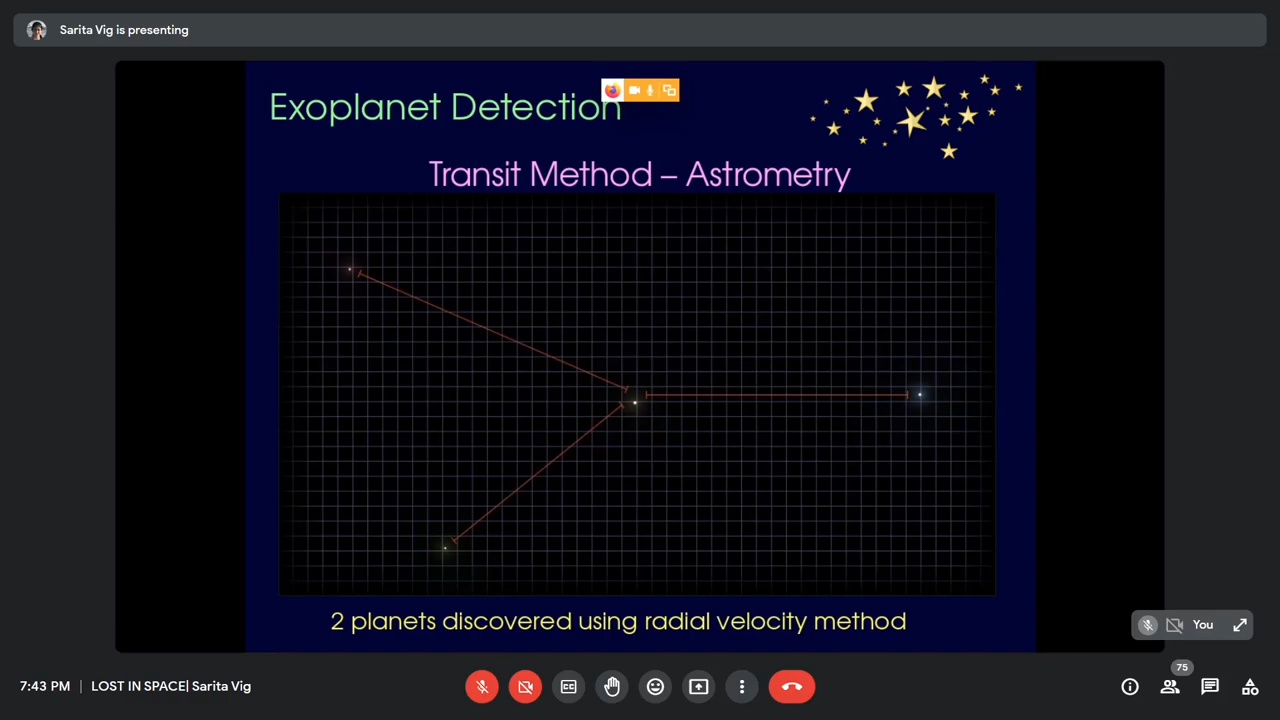 Sarita Vig is presenting
Exoplanet Detection
Transit Method – Astrometry
2 planets discovered using radial velocity method
You
75
7:43 PM | LOST IN SPACE| Sarita Vig